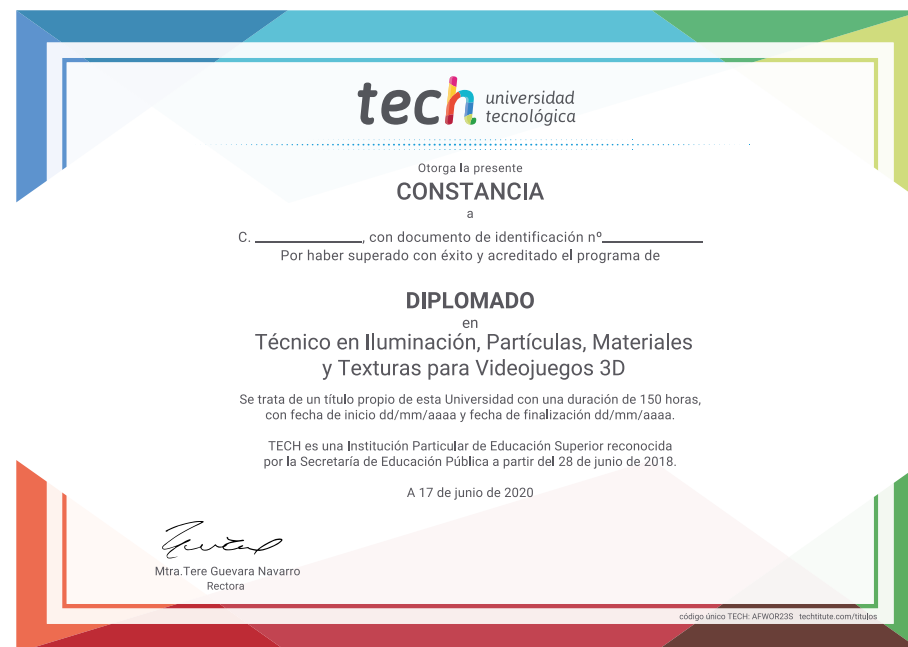 tech universidad
tecnológica
Otorga la presente
CONSTANCIA
a
C. ____________, con documento de identificación nº____________
Por haber superado con éxito y acreditado el programa de
DIPLOMADO
en
Técnico en Iluminación, Partículas, Materiales
y Texturas para Videojuegos 3D
Se trata de un título propio de esta Universidad con una duración de 150 horas,
con fecha de inicio dd/mm/aaaa y fecha de finalización dd/mm/aaaa.
TECH es una Institución Particular de Educación Superior reconocida
por la Secretaría de Educación Pública a partir del 28 de junio de 2018.
A 17 de junio de 2020
Mtra.Tere Guevara Navarro
Rectora
código único TECH: AFWOR23S techtitute.com/titulos